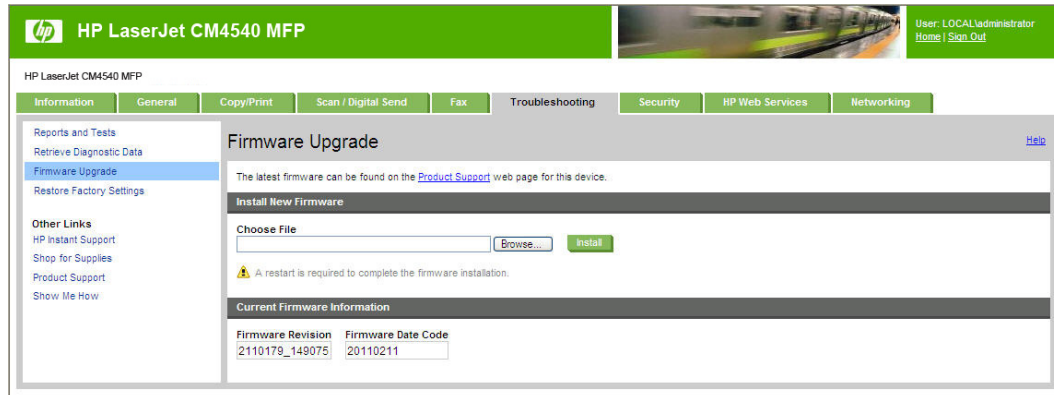 hp HP LaserJet CM4540 MFP
User: LOCAL\administrator
Home | Sign Out
HP LaserJet CM4540 MFP
Information General Copy/Print Scan / Digital Send Fax Troubleshooting Security HP Web Services Networking
Reports and Tests
Retrieve Diagnostic Data
Firmware Upgrade
Restore Factory Settings
Other Links
HP Instant Support
Shop for Supplies
Product Support
Show Me How
Firmware Upgrade
Help
The latest firmware can be found on the Product Support web page for this device.
Install New Firmware
Choose File
Browse... Install
A restart is required to complete the firmware installation.
Current Firmware Information
Firmware Revision Firmware Date Code
2110179_149075 20110211